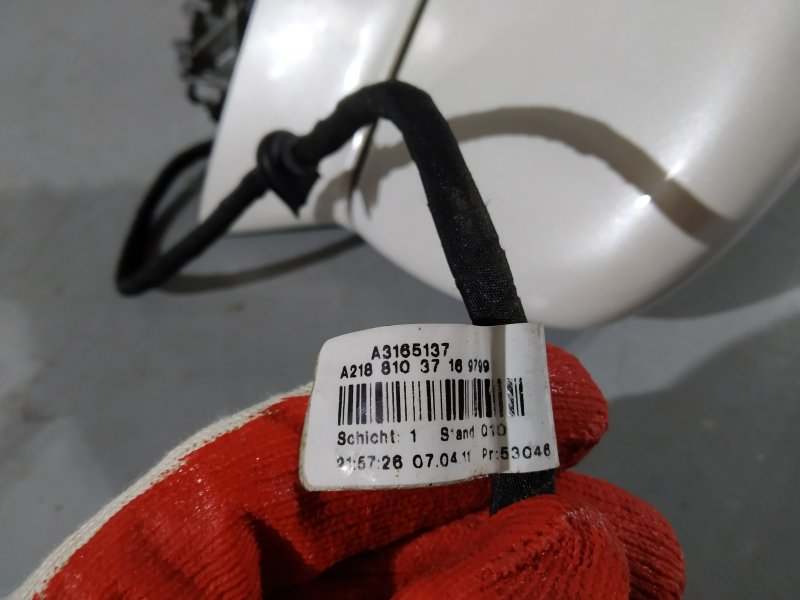 A3165137
A218 810 37 16 9799
Schicht: 1 Stand 010
21:57:26 07.04 11 Pr:53046